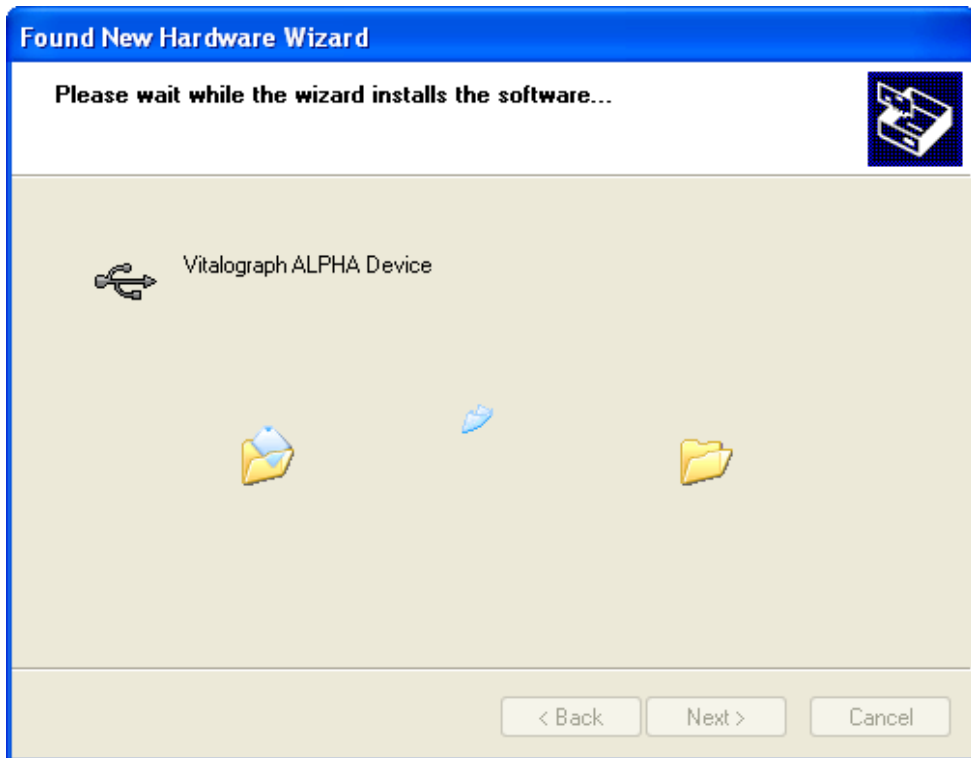 Found New Hardware Wizard
Please wait while the wizard installs the software...
Vitalograph ALPHA Device
< Back
Next >
Cancel